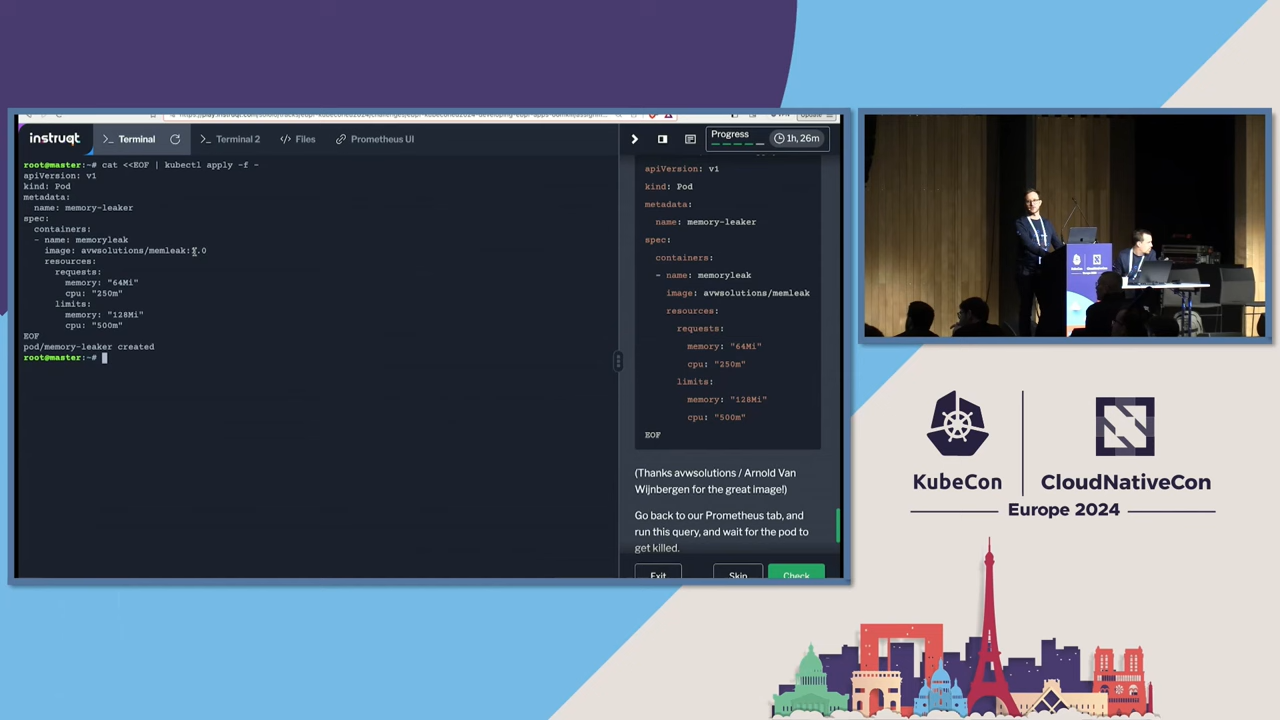 instruqt
Terminal
Terminal 2
Files
Prometheus UI
Progress
1h, 26m
root@master:~# cat <<EOF | kubectl apply -f -
apiVersion: v1
kind: Pod
metadata:
name: memory-leaker
spec:
containers:
- name: memoryleak
image: avwsolutions/memleak:1.0
resources:
requests:
memory: "64Mi"
cpu: "250m"
limits:
memory: "128Mi"
cpu: "500m"
EOF
pod/memory-leaker created
root@master:~#
apiVersion: v1
kind: Pod
metadata:
name: memory-leaker
spec:
containers:
- name: memoryleak
image: avwsolutions/memleak
resources:
requests:
memory: "64Mi"
cpu: "250m"
limits:
memory: "128Mi"
cpu: "500m"
EOF
(Thanks avwsolutions / Arnold Van
Wijnbergen for the great image!)
Go back to our Prometheus tab, and
run this query, and wait for the pod to
get killed.
Exit
Skip
Check
KubeCon
CloudNativeCon
Europe 2024